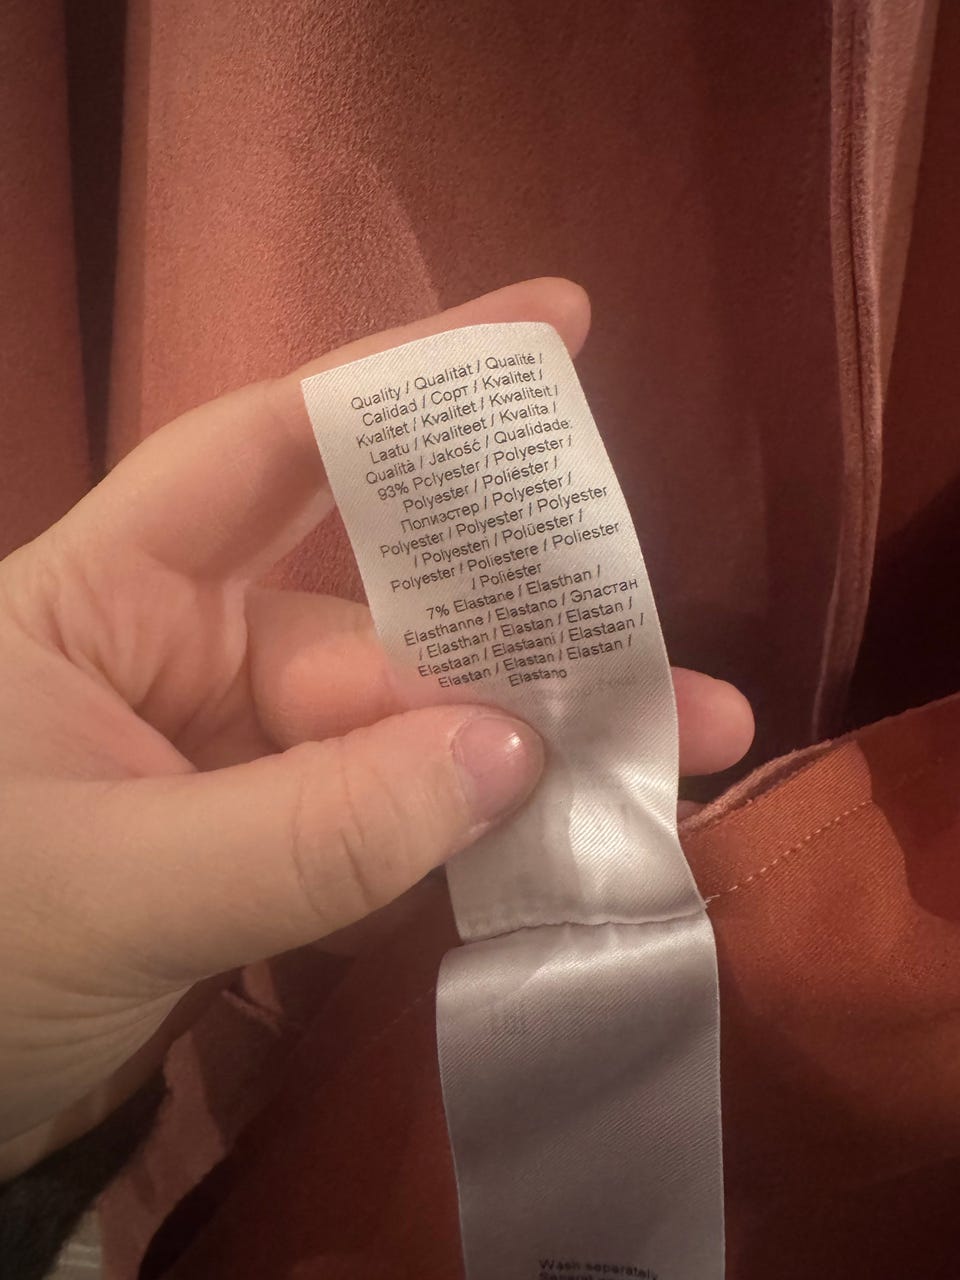 Quality / Qualität / Qualité /
Calidad / Сорт / Kvalitet /
Kvalitet / Kvalitet / Kwaliteit /
Laatu / Kvaliteet / Kvalita /
Qualità / Jakość / Qualidade:
93% Polyester / Polyester /
Polyester / Poliéster /
Полиэстер / Polyester /
Polyester / Polyester / Polyester
/ Polyesteri / Polüester /
Polyester / Poliestere / Poliester
/ Poliéster
7% Elastane / Elasthan /
Élasthanne / Elastano / Эластан
/ Elasthan / Elastan / Elastan /
Elastaan / Elastaani / Elastaan /
Elastan / Elastan / Elastan /
Elastano
Wash separately